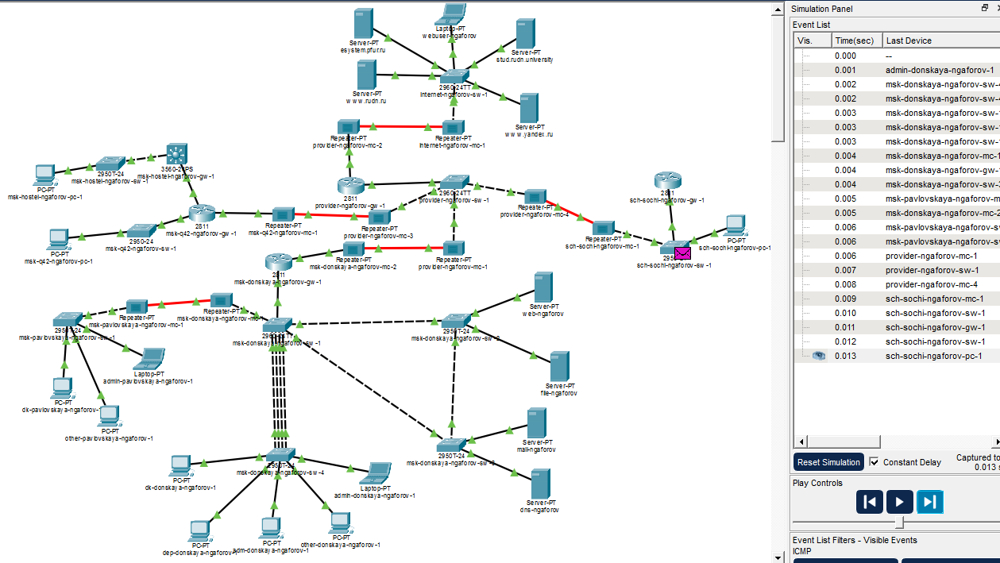 Server-PT
esystem.pfur.ru
Laptop-PT
webuser-ngaforov
Server-PT
stud.rudn.university
Server-PT
www.rudn.ru
2960-24TT
internet-ngaforov-sw-1
Server-PT
www.yandex.ru
Repeater-PT
provider-ngaforov-mc-2
Repeater-PT
internet-ngaforov-mc-1
3560-24PS
msk-hostel-ngaforov-gw-1
2950T-24
msk-hostel-ngaforov-sw-1
PC-PT
msk-hostel-ngaforov-pc-1
2811
provider-ngaforov-gw-1
2960-24TT
provider-ngaforov-sw-1
Repeater-PT
provider-ngaforov-mc-4
2811
sch-sochi-ngaforov-gw-1
2811
msk-q42-ngaforov-gw-1
Repeater-PT
msk-q42-ngaforov-mc-1
Repeater-PT
provider-ngaforov-mc-3
Repeater-PT
sch-sochi-ngaforov-mc-1
PC-PT
sch-sochi-ngaforov-pc-1
2950-24
msk-q42-ngaforov-sw-1
PC-PT
msk-q42-ngaforov-pc-1
sch-sochi-ngaforov-sw-1
2811
msk-donskaya-ngaforov-gw-1
Repeater-PT
msk-donskaya-ngaforov-mc-2
Repeater-PT
provider-ngaforov-mc-1
Repeater-PT
msk-pavlovskaya-ngaforov-mc-1
Repeater-PT
msk-donskaya-ngaforov-mc-1
2950T-24
msk-pavlovskaya-ngaforov-sw-1
2960-24TT
msk-donskaya-ngaforov-sw-1
2950T-24
msk-donskaya-ngaforov-sw-2
Server-PT
web-ngaforov
Server-PT
file-ngaforov
Laptop-PT
admin-pavlovskaya-ngaforov-1
PC-PT
dk-pavlovskaya-ngaforov-1
PC-PT
other-pavlovskaya-ngaforov-1
Server-PT
mail-ngaforov
2950T-24
msk-donskaya-ngaforov-sw-3
Server-PT
dns-ngaforov
2950T-24
msk-donskaya-ngaforov-sw-4
PC-PT
dk-donskaya-ngaforov-1
Laptop-PT
admin-donskaya-ngaforov-1
PC-PT
dep-donskaya-ngaforov-1
PC-PT
adm-donskaya-ngaforov-1
PC-PT
other-donskaya-ngaforov-1
Simulation Panel
Event List
Vis. Time(sec) Last Device
0.000 --
0.001 admin-donskaya-ngaforov-1
0.002 msk-donskaya-ngaforov-sw-
0.002 msk-donskaya-ngaforov-sw-
0.003 msk-donskaya-ngaforov-sw-
0.003 msk-donskaya-ngaforov-sw-
0.003 msk-donskaya-ngaforov-sw-
0.004 msk-donskaya-ngaforov-mc-1
0.004 msk-donskaya-ngaforov-gw-
0.004 msk-donskaya-ngaforov-sw-
0.005 msk-pavlovskaya-ngaforov-m
0.005 msk-donskaya-ngaforov-mc-2
0.006 msk-pavlovskaya-ngaforov-s
0.006 msk-pavlovskaya-ngaforov-s
0.006 provider-ngaforov-mc-1
0.007 provider-ngaforov-sw-1
0.008 provider-ngaforov-mc-4
0.009 sch-sochi-ngaforov-mc-1
0.010 sch-sochi-ngaforov-sw-1
0.011 sch-sochi-ngaforov-gw-1
0.012 sch-sochi-ngaforov-sw-1
0.013 sch-sochi-ngaforov-pc-1
Reset Simulation Constant Delay Captured to
0.013 s
Play Controls
Event List Filters - Visible Events
ICMP